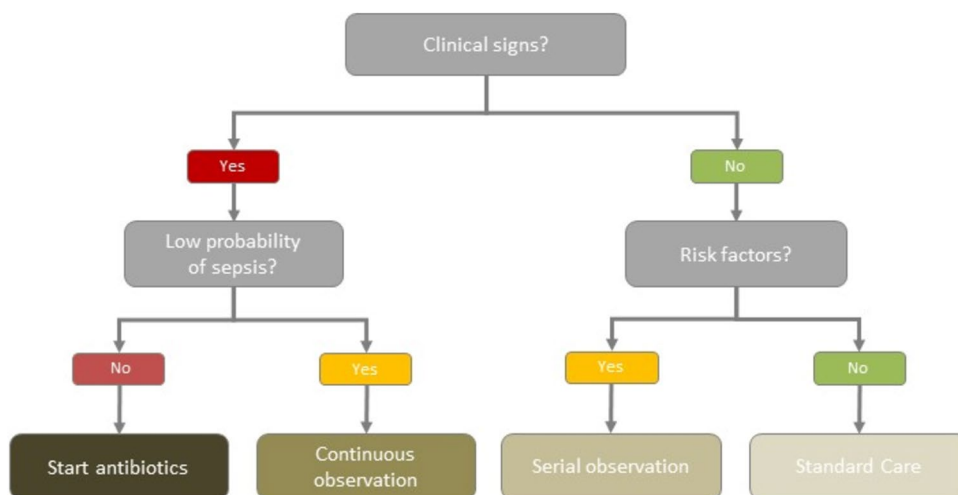 Clinical signs?
Yes
No
Low probability
of sepsis?
Risk factors?
No
Yes
Yes
No
Start antibiotics
Continuous
observation
Serial observation
Standard Care